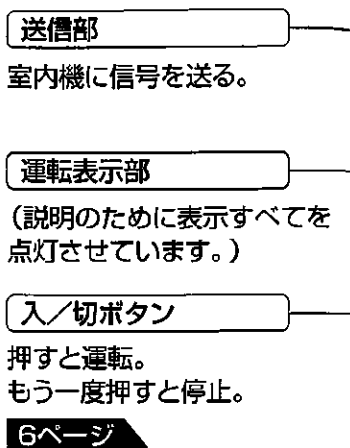 送信部
室内機に信号を送る。
運転表示部
(説明のために表示すべてを
点灯させています。)
入／切ボタン
押すと運転。
もう一度押すと停止。
6ページ